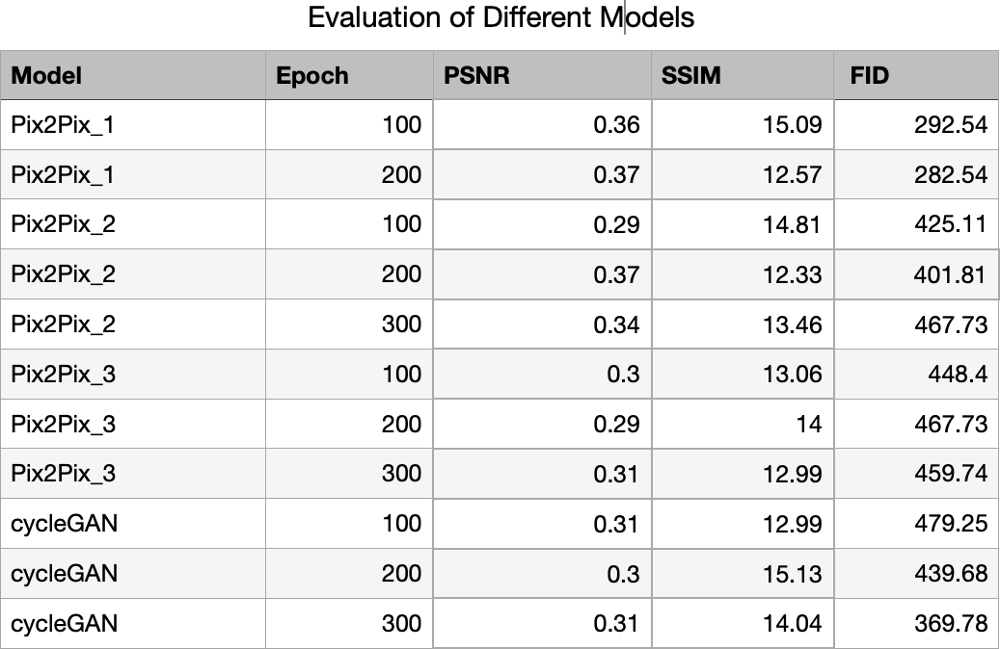 Evaluation of Different Models
Model Epoch PSNR SSIM FID
Pix2Pix_1 100 0.36 15.09 292.54
Pix2Pix_1 200 0.37 12.57 282.54
Pix2Pix_2 100 0.29 14.81 425.11
Pix2Pix_2 200 0.37 12.33 401.81
Pix2Pix_2 300 0.34 13.46 467.73
Pix2Pix_3 100 0.3 13.06 448.4
Pix2Pix_3 200 0.29 14 467.73
Pix2Pix_3 300 0.31 12.99 459.74
cycleGAN 100 0.31 12.99 479.25
cycleGAN 200 0.3 15.13 439.68
cycleGAN 300 0.31 14.04 369.78